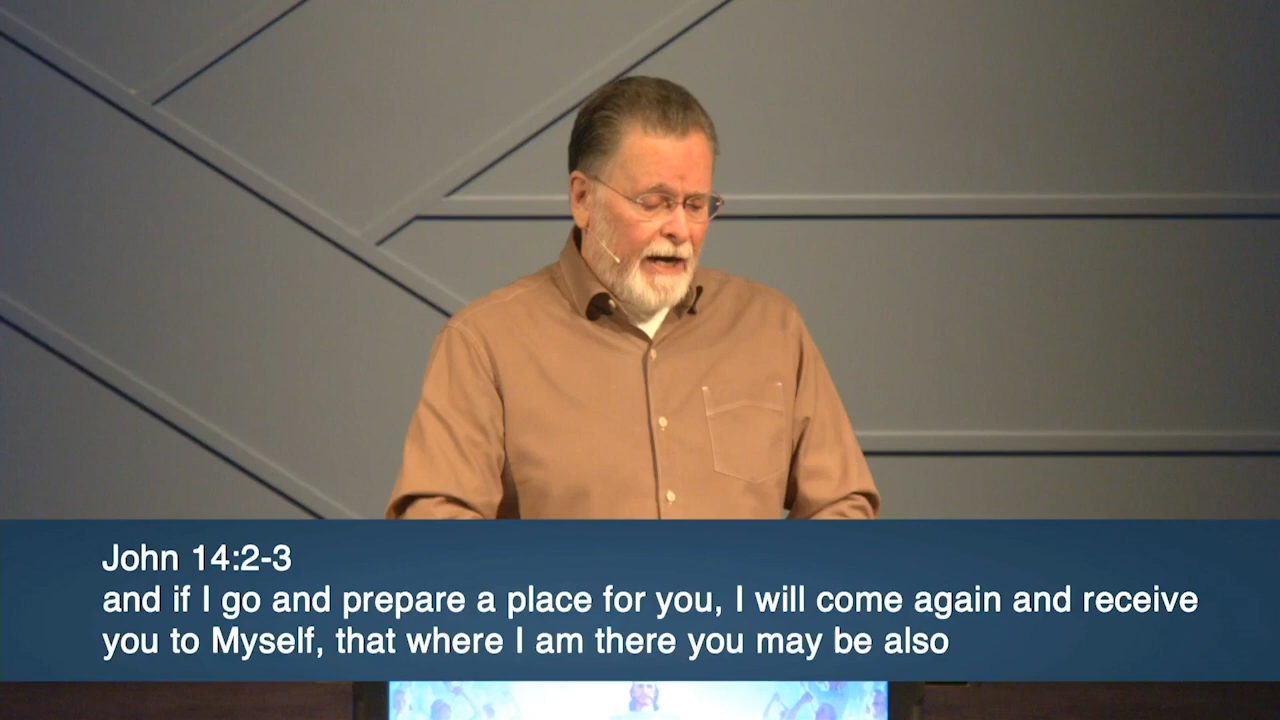 John 14:2-3
and if I go and prepare a place for you, I will come again and receive
you to Myself, that where I am there you may be also